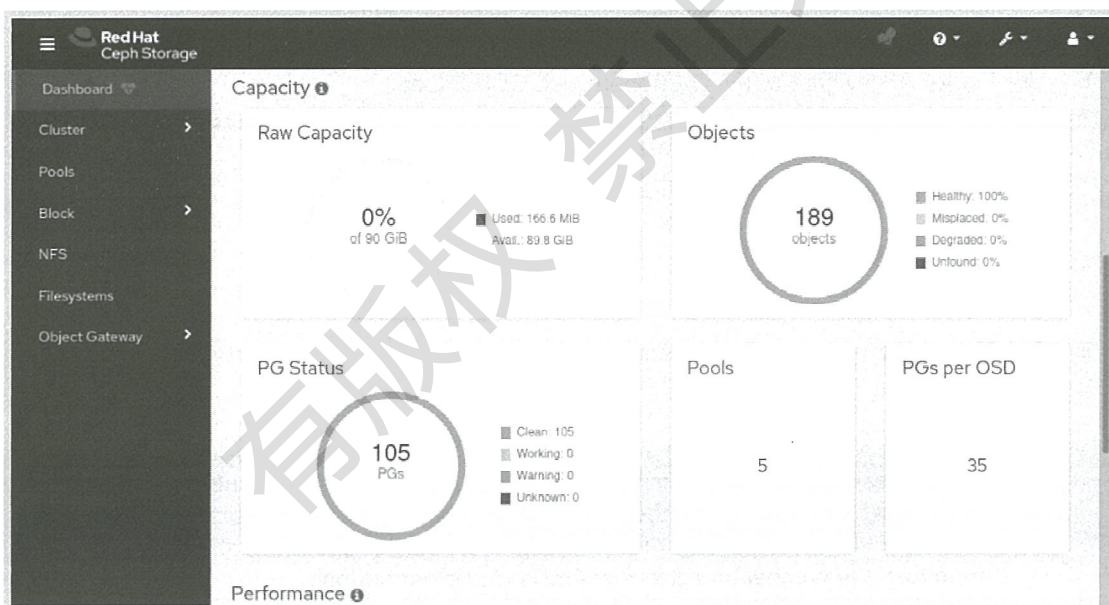 Red Hat
Ceph Storage
Dashboard
Cluster
Pools
Block
NFS
Filesystems
Object Gateway
Capacity
Raw Capacity
0%
of 90 GiB
Used: 166.6 MiB
Avail.: 89.8 GiB
Objects
189
objects
Healthy: 100%
Misplaced: 0%
Degraded: 0%
Unfound: 0%
PG Status
105
PGs
Clean: 105
Working: 0
Warning: 0
Unknown: 0
Pools
5
PGs per OSD
35
Performance
有版权 禁止